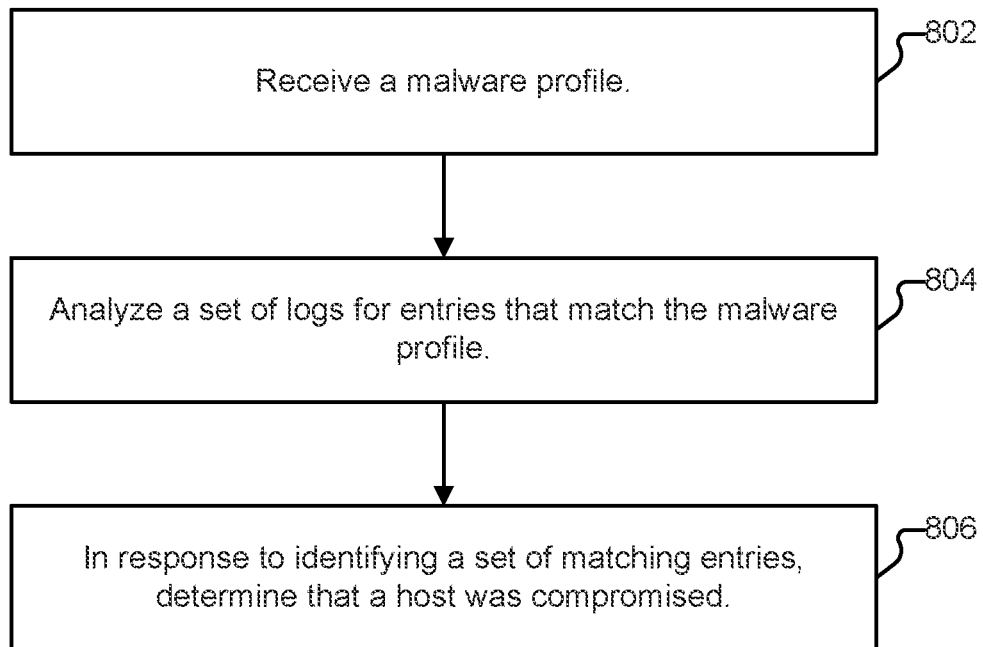 802
Receive a malware profile.
804
Analyze a set of logs for entries that match the malware
profile.
806
In response to identifying a set of matching entries,
determine that a host was compromised.